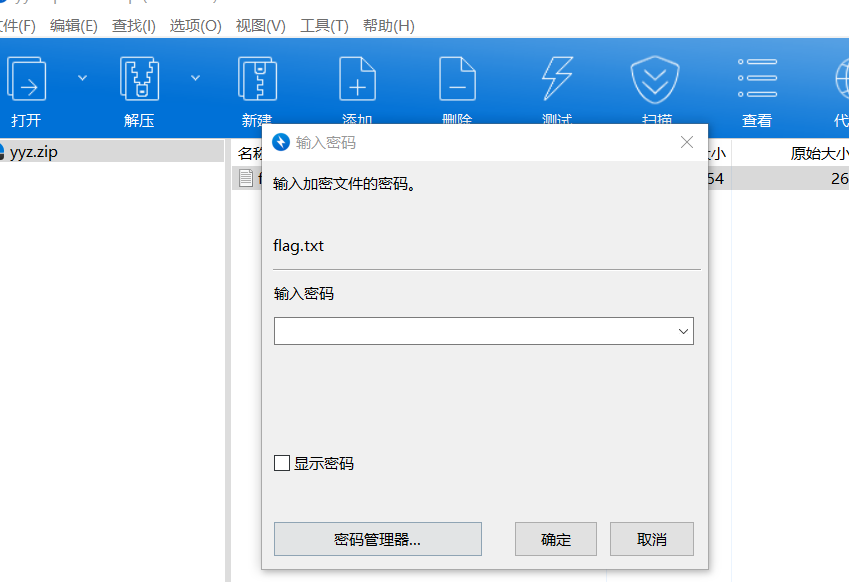 文件(F) 编辑(E) 查找(I) 选项(O) 视图(V) 工具(T) 帮助(H)
打开 解压 新建 添加 删除 测试 扫描 查看
yyz.zip
名称 大小 原始大小
54 26
输入密码
输入加密文件的密码。
flag.txt
输入密码
显示密码
密码管理器... 确定 取消